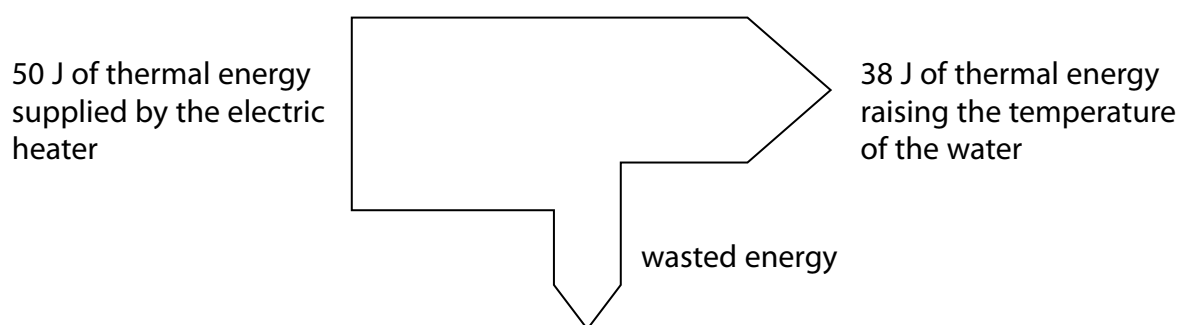 50 J of thermal energy
supplied by the electric
heater
38 J of thermal energy
raising the temperature
of the water
wasted energy